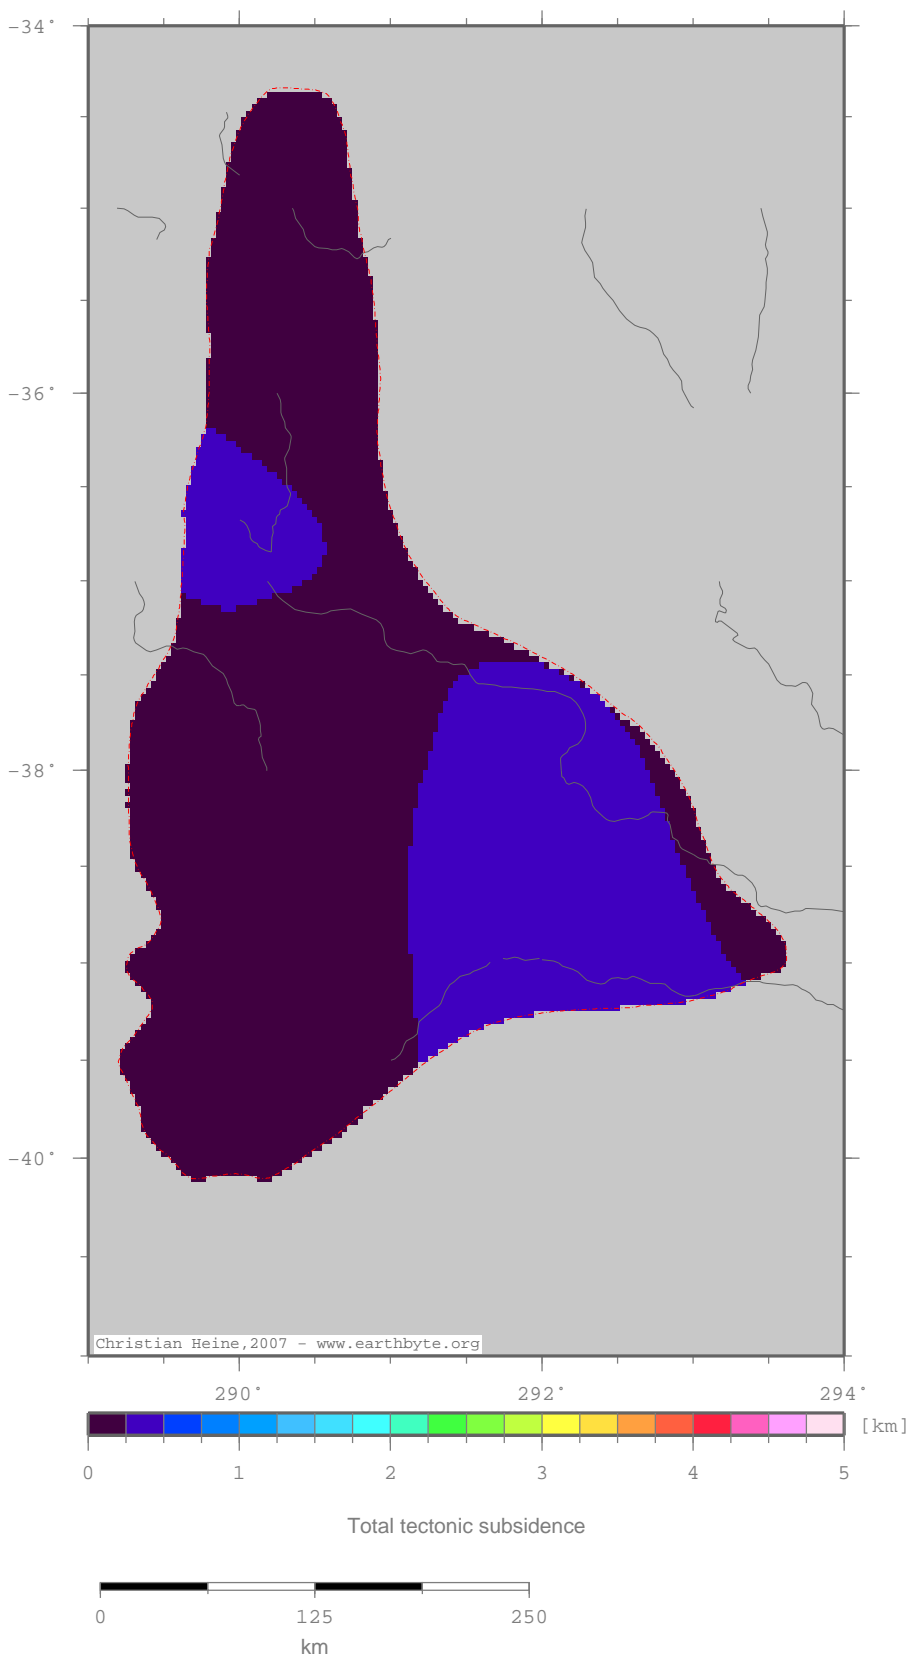 −34°
−36°
−38°
−40°
Christian Heine,2007 − www.earthbyte.org
290° 292° 294°
[km]
0 1 2 3 4 5
Total tectonic subsidence
0 125 250
km